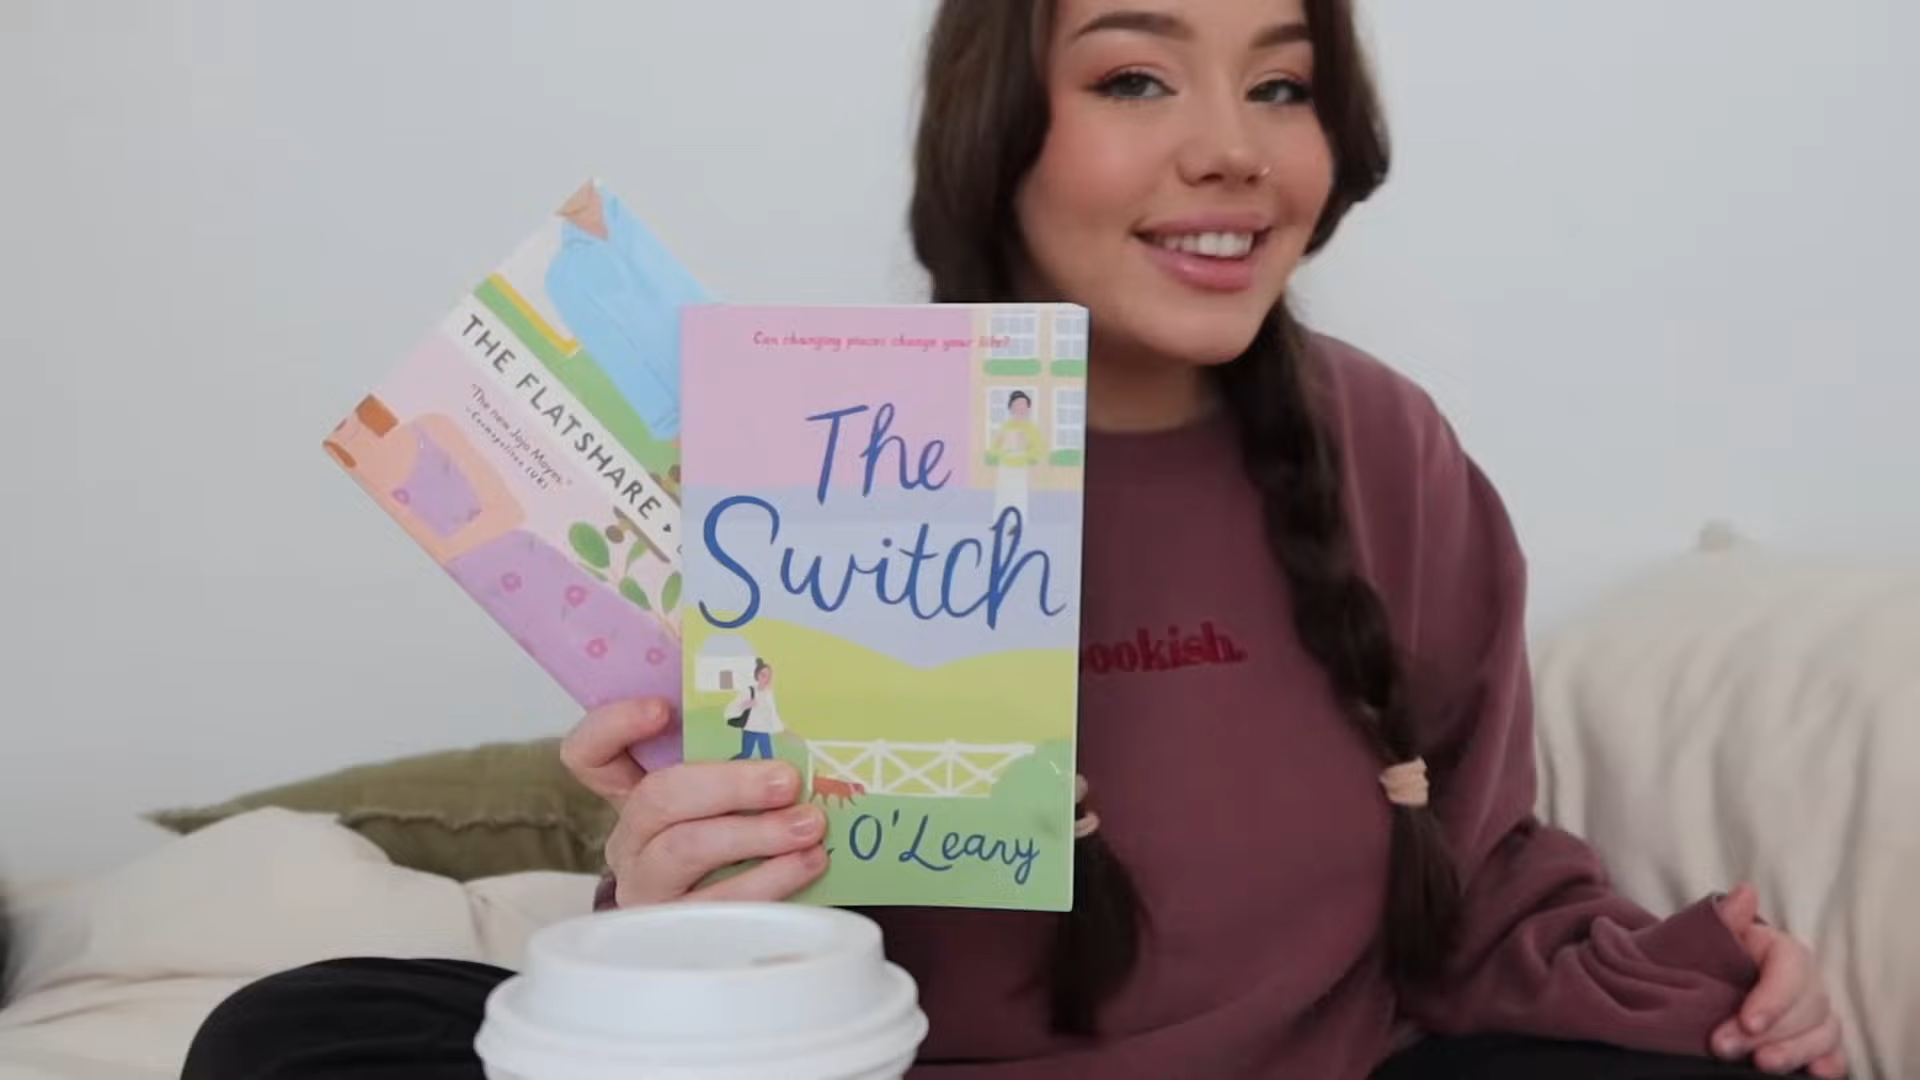 THE FLATSHARE
"The new Jojo Moyes."
—Cosmopolitan (UK)
Can changing places change your life?
The
Switch
O'Leary
ookish.